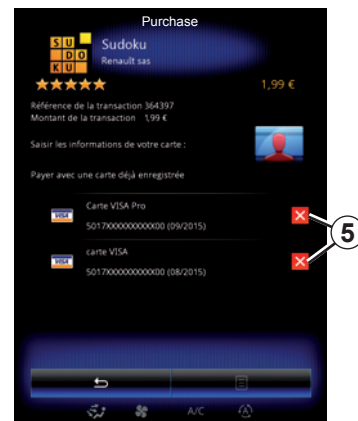 Purchase
SU
DO
KU
Sudoku
Renault sas
1,99 €
Référence de la transaction 364397
Montant de la transaction 1,99 €
Saisir les informations de votre carte :
Payer avec une carte déjà enregistrée
VISA
Carte VISA Pro
5017XXXXXXXXXX00 (09/2015)
5
VISA
carte VISA
5017XXXXXXXXXX00 (08/2015)
A/C
A